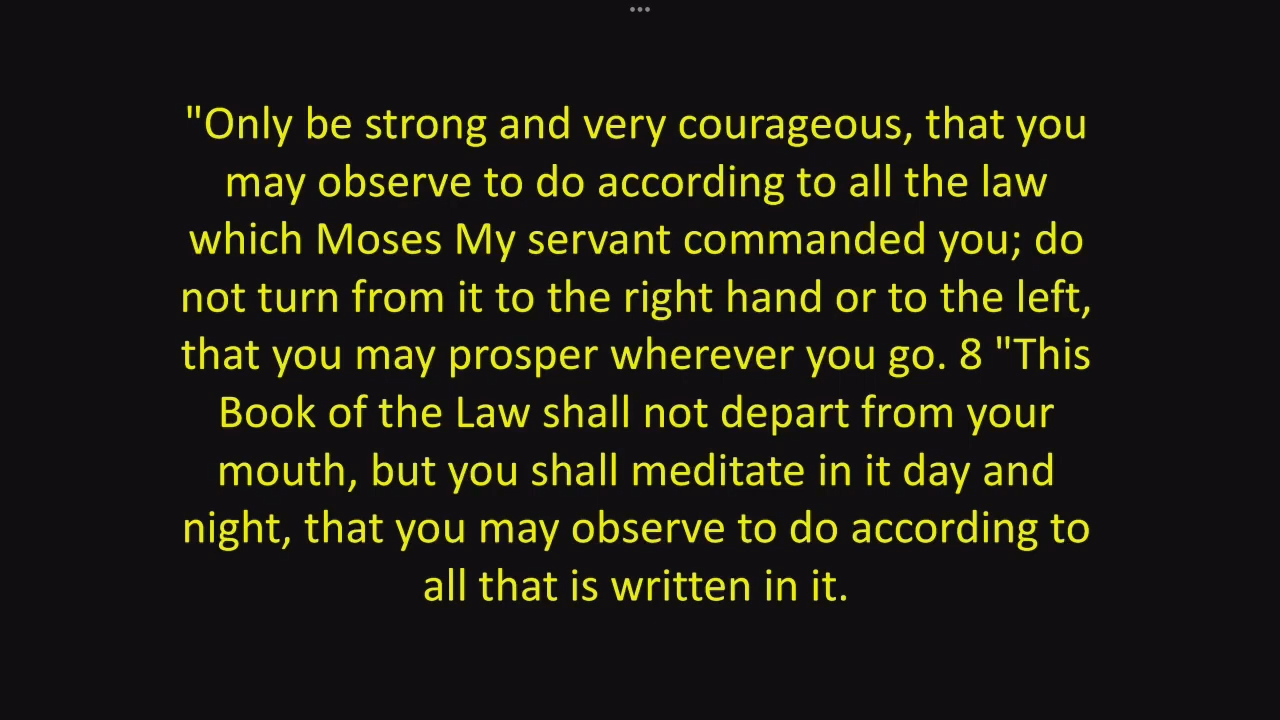 "Only be strong and very courageous, that you
may observe to do according to all the law
which Moses My servant commanded you; do
not turn from it to the right hand or to the left,
that you may prosper wherever you go. 8 "This
Book of the Law shall not depart from your
mouth, but you shall meditate in it day and
night, that you may observe to do according to
all that is written in it.